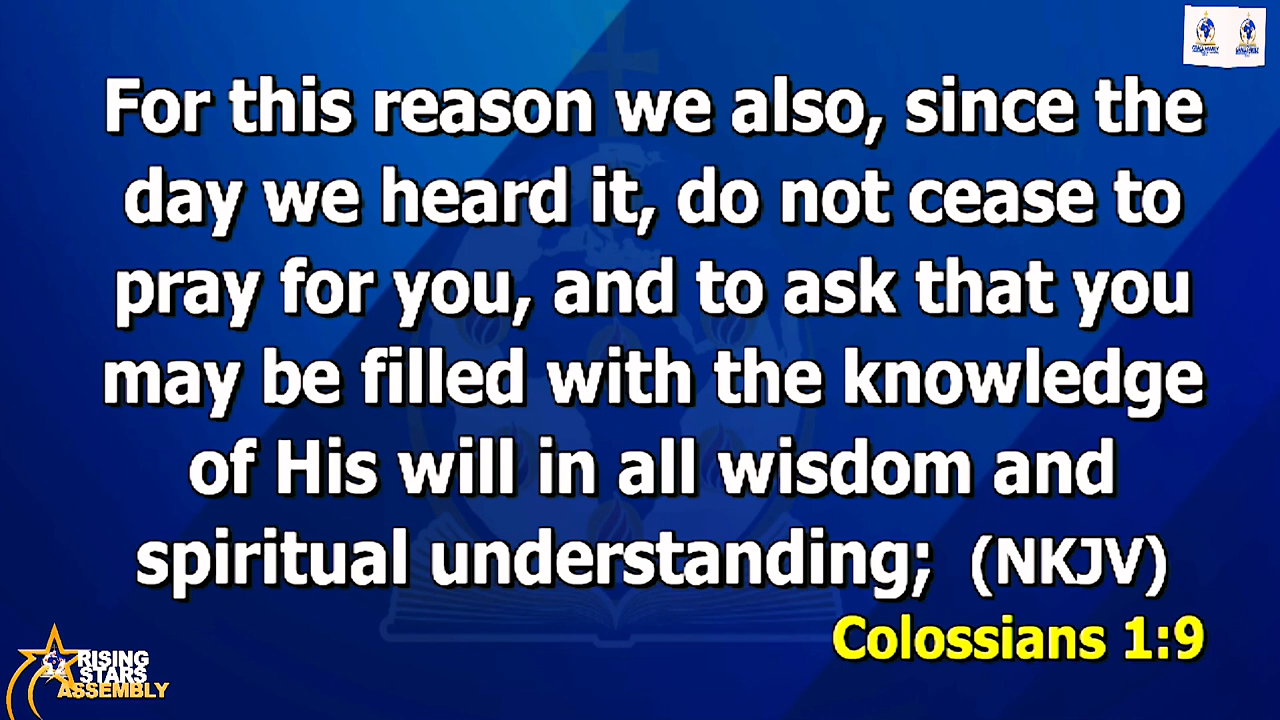 For this reason we also, since the
day we heard it, do not cease to
pray for you, and to ask that you
may be filled with the knowledge
of His will in all wisdom and
spiritual understanding; (NKJV)
Colossians 1:9
RISING
STARS
ASSEMBLY